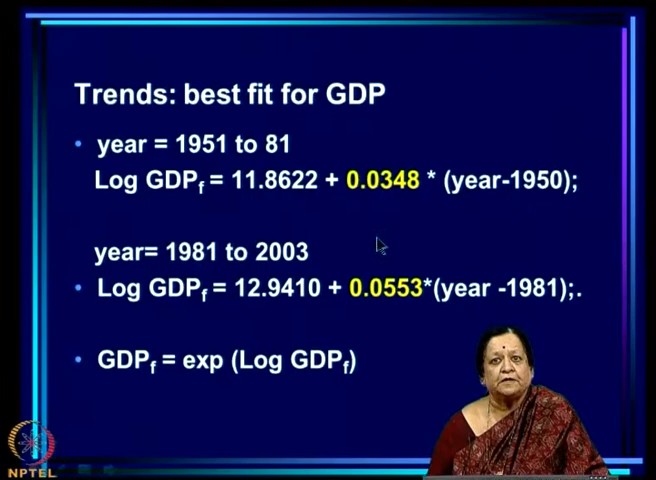 Trends: best fit for GDP
• year = 1951 to 81
Log GDPf = 11.8622 + 0.0348 * (year-1950);
year= 1981 to 2003
• Log GDPf = 12.9410 + 0.0553*(year -1981);.
• GDPf = exp (Log GDPf)
NPTEL